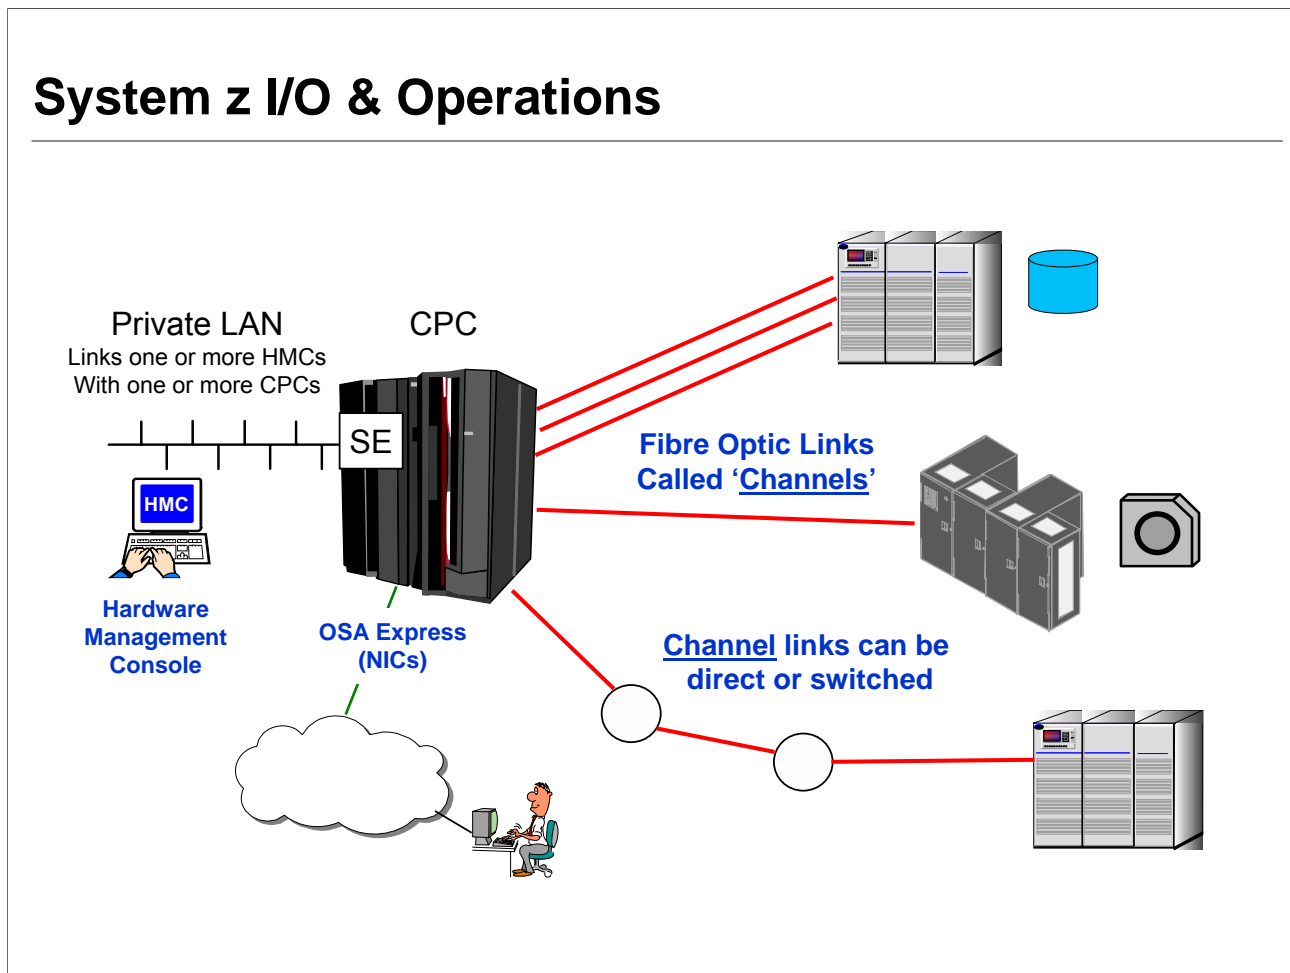 System z I/O & Operations
Private LAN
Links one or more HMCs
With one or more CPCs
CPC
SE
HMC
Hardware
Management
Console
OSA Express
(NICs)
Fibre Optic Links
Called ‘Channels’
Channel links can be
direct or switched